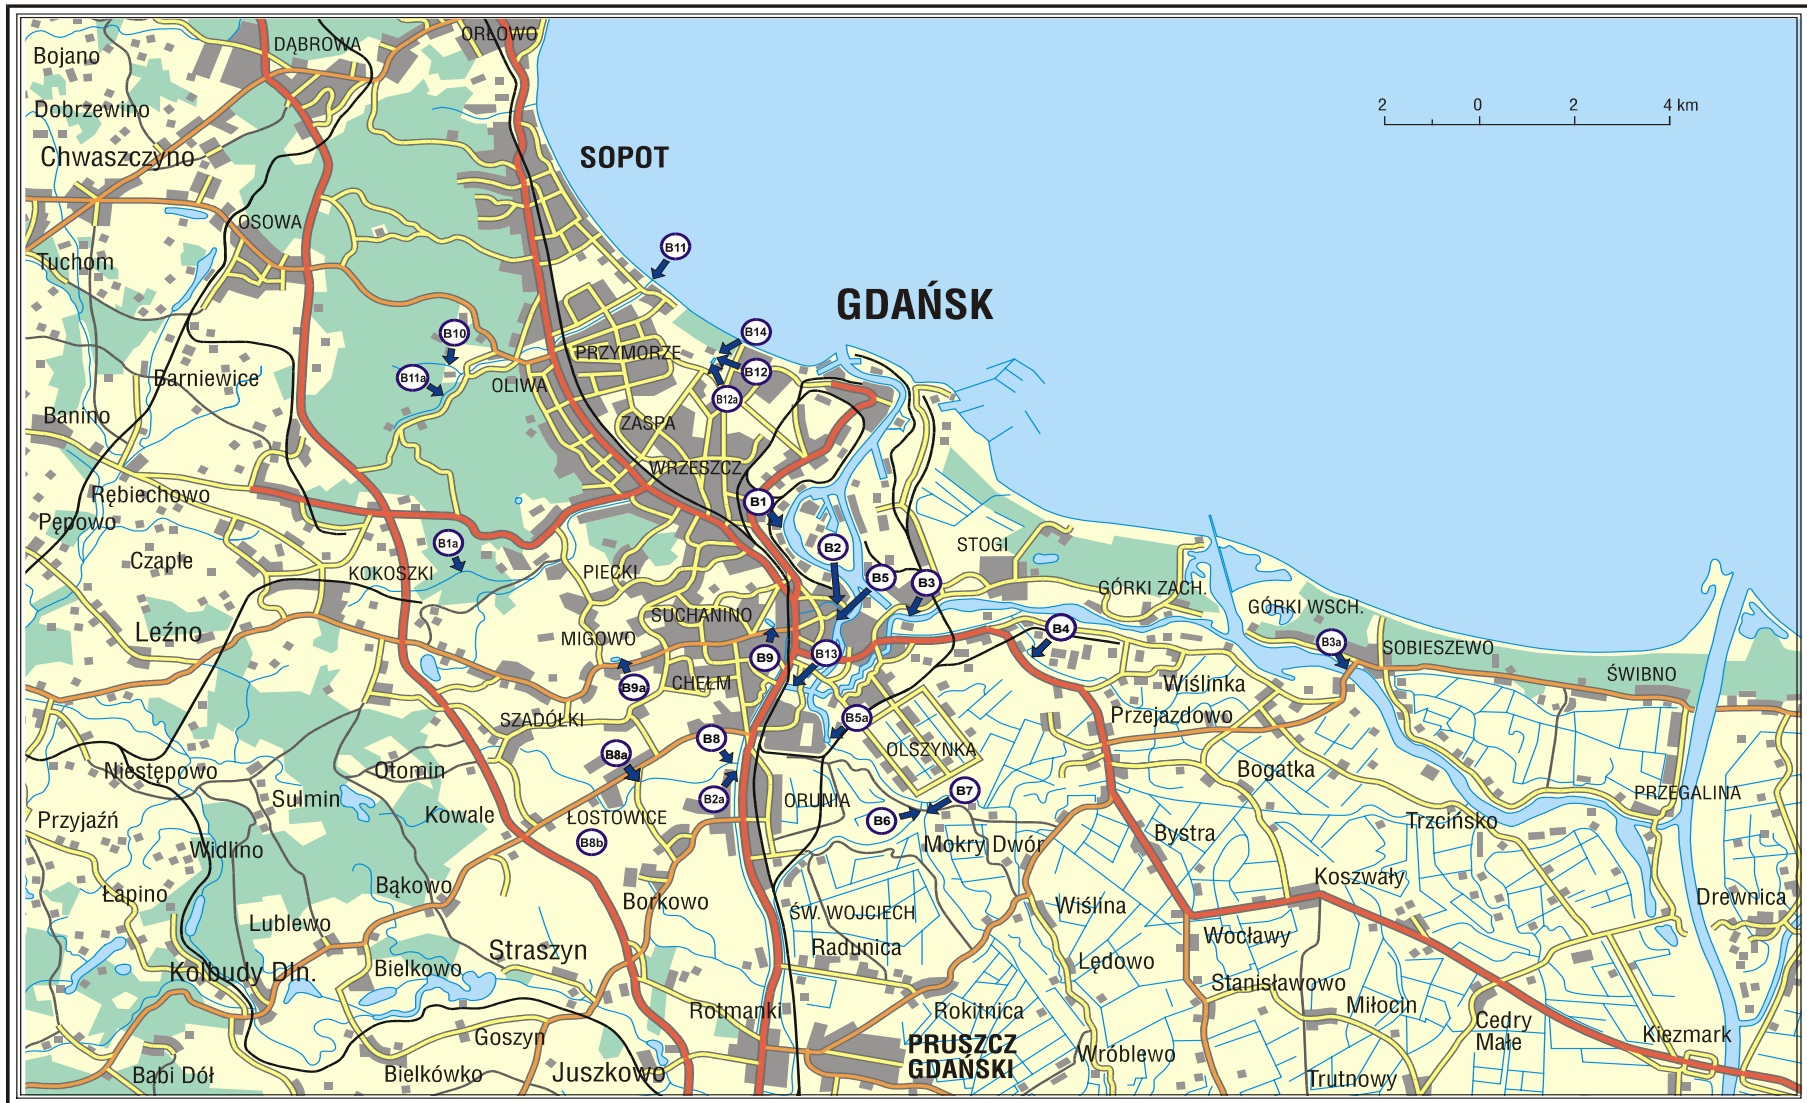 ORŁOWO
DĄBROWA
Bojano
2 0 2 4 km
Dobrzewino
Chwaszczyno
SOPOT
OSOWA
B11
Tuchom
GDAŃSK
B10
B14
PRZYMORZE
B11a
Barniewice
OLIWA
B12
B12a
Banino
ZASPA
WRZESZCZ
Rębiechowo
B1
Pępowo
B1a
B2
STOGI
Czaple
KOKOSZKI
PIECKI
B5
B3
GÓRKI ZACH.
GÓRKI WSCH.
SUCHANINO
Leźno
MIGOWO
B4
B3a
SOBIESZEWO
B9
B13
ŚWIBNO
B9a
CHEŁM
Wiślinka
SZADÓŁKI
B5a
Przejazdowo
B8
B8a
OLSZYNKA
Niestępowo
Otomin
Bogatka
Sulmin
B2a
ORUNIA
B7
PRZEGALINA
Kowale
ŁOSTOWICE
B6
Przyjaźń
Trzcińsko
Bystra
B8b
Mokry Dwór
Widlino
Koszwały
Bąkowo
Łapino
Borkowo
Wiślina
Drewnica
ŚW. WOJCIECH
Lublewo
Wocławy
Straszyn
Radunica
Lędowo
Bielkowo
Kolbudy Dln.
Stanisławowo
Miłocin
Rotmanki
Rokitnica
Cedry
Małe
Goszyn
Kiezmark
PRUSZCZ
GDAŃSKI
Wróblewo
Bąbi Dół
Bielkówko
Juszkowo
Trutnowy